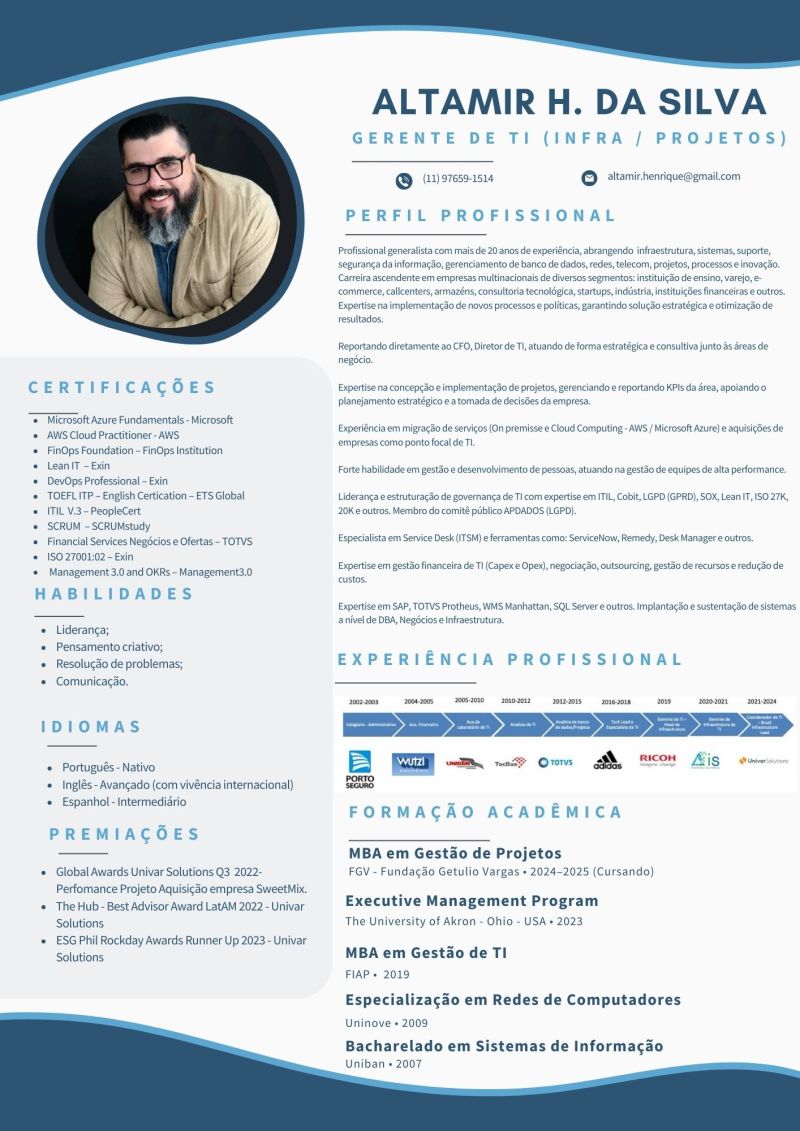 ALTAMIR H. DA SILVA
GERENTE DE TI (INFRA / PROJETOS)
(11) 97659-1514
altamir.henrique@gmail.com
PERFIL PROFISSIONAL
Profissional generalista com mais de 20 anos de experiência, abrangendo infraestrutura, sistemas, suporte,
segurança da informação, gerenciamento de banco de dados, redes, telecom, projetos, processos e inovação.
Carreira ascendente em empresas multinacionais de diversos segmentos: instituição de ensino, varejo, e-
commerce, callcenters, armazéns, consultoria tecnológica, startups, indústria, instituições financeiras e outros.
Expertise na implementação de novos processos e políticas, garantindo solução estratégica e otimização de
resultados.
Reportando diretamente ao CFO, Diretor de TI, atuando de forma estratégica e consultiva junto às áreas de
negócio.
Expertise na concepção e implementação de projetos, gerenciando e reportando KPIs da área, apoiando o
planejamento estratégico e a tomada de decisões da empresa.
Experiência em migração de serviços (On premisse e Cloud Computing - AWS / Microsoft Azure) e aquisições de
empresas como ponto focal de TI.
Forte habilidade em gestão e desenvolvimento de pessoas, atuando na gestão de equipes de alta performance.
Liderança e estruturação de governança de TI com expertise em ITIL, Cobit, LGPD (GPRD), SOX, Lean IT, ISO 27K,
20K e outros. Membro do comitê público APDADOS (LGPD).
Especialista em Service Desk (ITSM) e ferramentas como: ServiceNow, Remedy, Desk Manager e outros.
Expertise em gestão financeira de TI (Capex e Opex), negociação, outsourcing, gestão de recursos e redução de
custos.
Expertise em SAP, TOTVS Protheus, WMS Manhattan, SQL Server e outros. Implantação e sustentação de sistemas
a nível de DBA, Negócios e Infraestrutura.
CERTIFICAÇÕES
Microsoft Azure Fundamentals - Microsoft
AWS Cloud Practitioner - AWS
FinOps Foundation – FinOps Institution
Lean IT – Exin
DevOps Professional – Exin
TOEFL ITP – English Certication – ETS Global
ITIL V.3 – PeopleCert
SCRUM – SCRUMstudy
Financial Services Negócios e Ofertas – TOTVS
ISO 27001:02 – Exin
Management 3.0 and OKRs – Management3.0
HABILIDADES
Liderança;
Pensamento criativo;
Resolução de problemas;
Comunicação.
IDIOMAS
Português - Nativo
Inglês - Avançado (com vivência internacional)
Espanhol - Intermediário
PREMIAÇÕES
Global Awards Univar Solutions Q3 2022-
Perfomance Projeto Aquisição empresa SweetMix.
The Hub - Best Advisor Award LatAM 2022 - Univar
Solutions
ESG Phil Rockday Awards Runner Up 2023 - Univar
Solutions
EXPERIÊNCIA PROFISSIONAL
2002-2003 2004-2005 2005-2010 2010-2012 2012-2015 2016-2018 2019 2020-2021 2021-2024
Estagiário - Administrativo
Aux. Financeiro
Aux de
Laboratório de TI
Analista de TI
Analista de banco
de dados/Projetos
Tech Lead e
Especialista de TI
Gerente de TI –
Head de
Infraestrutura
Gerente de
Infraestrutura de
TI
Coordenador de TI
– Brazil
Infrastructure
Lead
PORTO
SEGURO
Wutzl
UNIBAN
TecBan
TOTVS
adidas
RICOH
imagine. change.
Univar Solutions
FORMAÇÃO ACADÊMICA
MBA em Gestão de Projetos
FGV - Fundação Getulio Vargas • 2024–2025 (Cursando)
Executive Management Program
The University of Akron - Ohio - USA • 2023
MBA em Gestão de TI
FIAP • 2019
Especialização em Redes de Computadores
Uninove • 2009
Bacharelado em Sistemas de Informação
Uniban • 2007